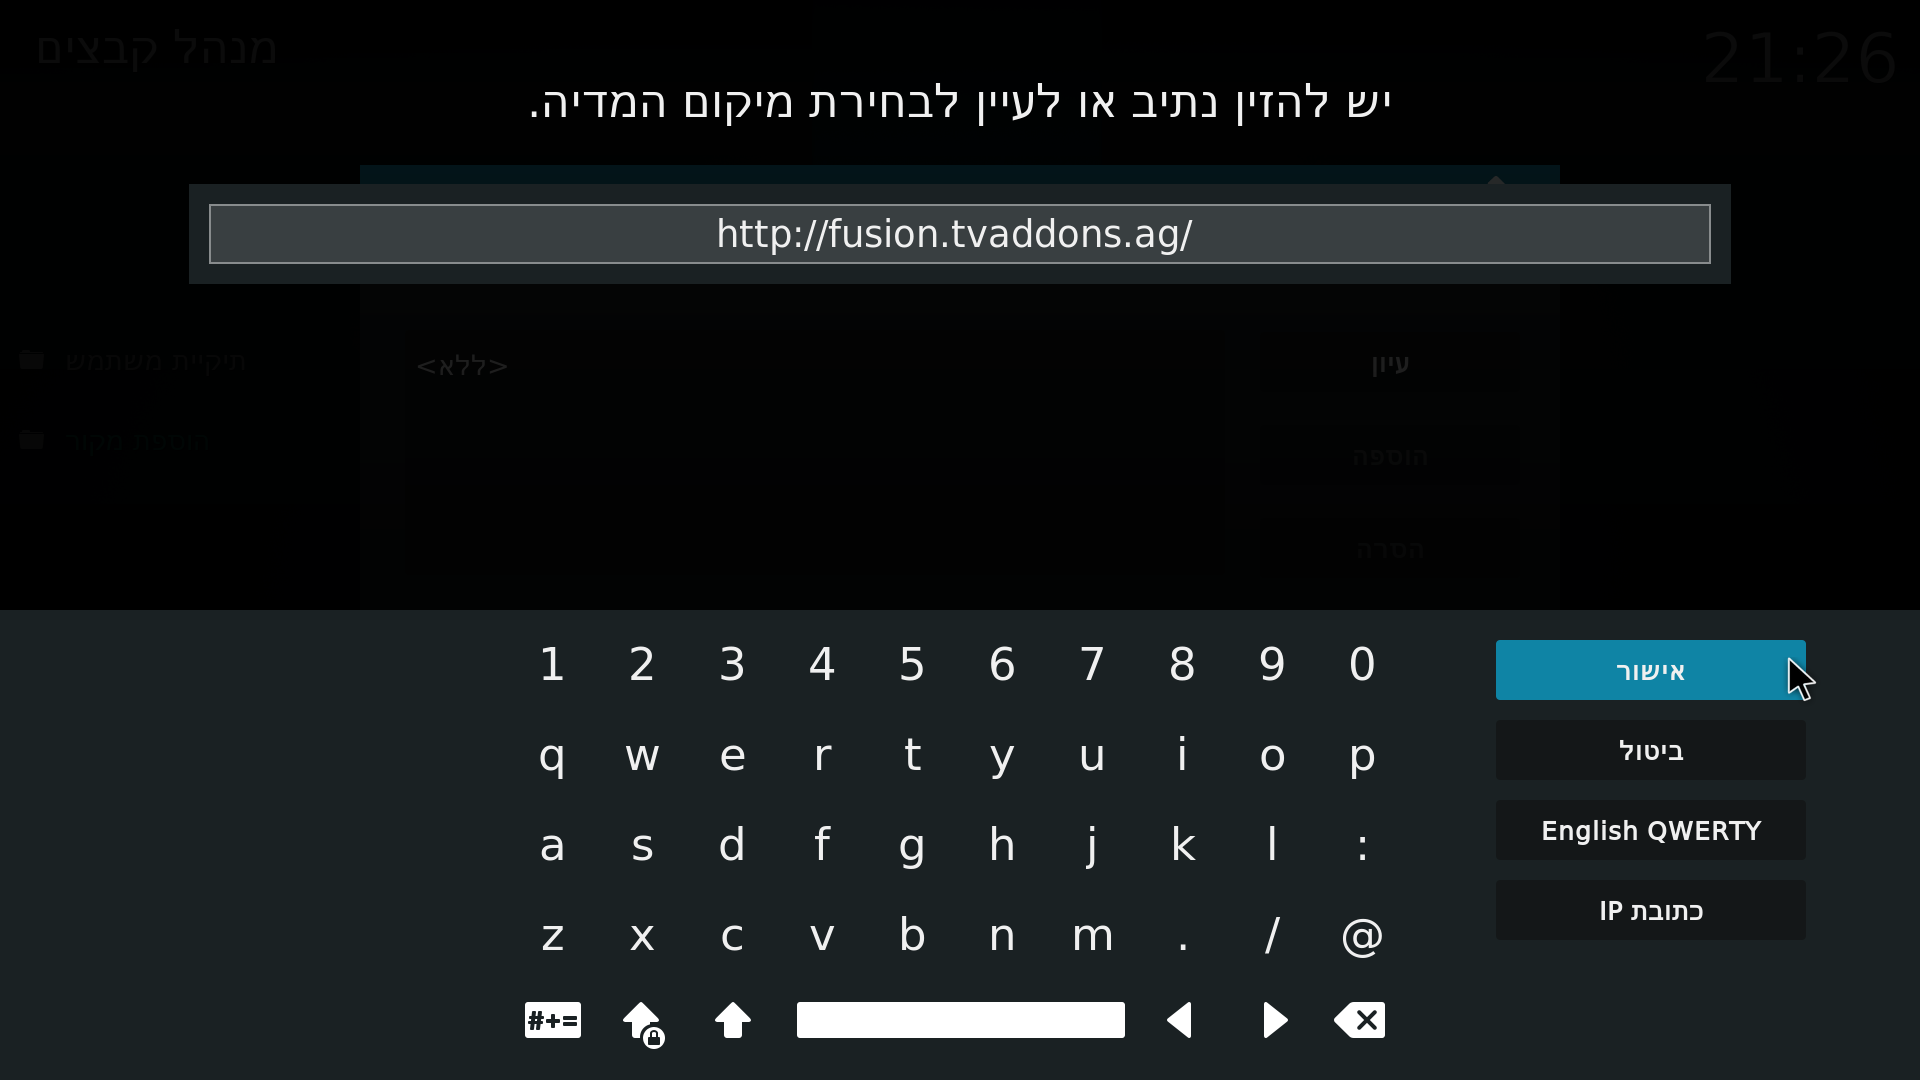 מנהל קבצים
21:26
יש להזין נתיב או לעיין לבחירת מיקום המדיה.
http://fusion.tvaddons.ag/
תיקיית משתמש
הוספת מקור
<ללא>
עיון
הוספה
הסרה
1 2 3 4 5 6 7 8 9 0
אישור
q w e r t y u i o p
ביטול
a s d f g h j k l :
English QWERTY
z x c v b n m . / @
כתובת IP
#+=